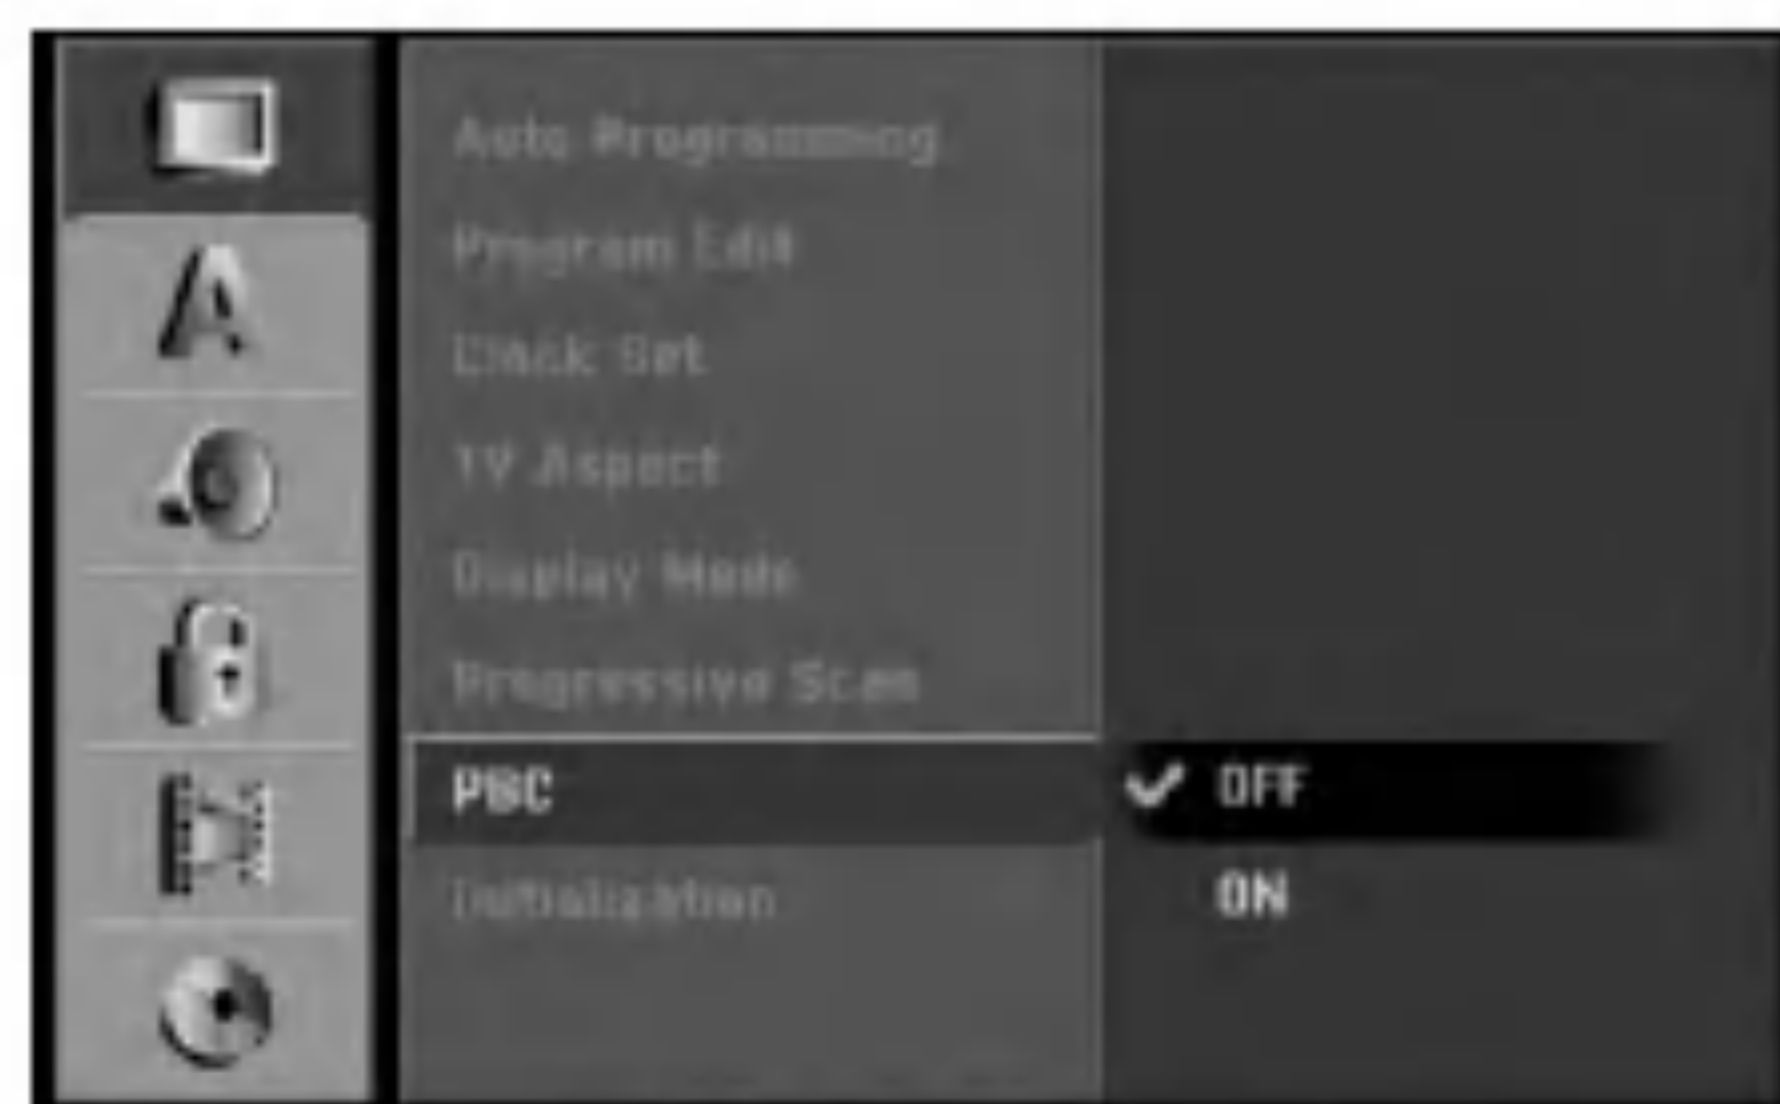 A
Auto Programming
Program Edit
Clock Set
TV Aspect
Display Mode
Progressive Scan
PBC
OFF
ON
Initialization